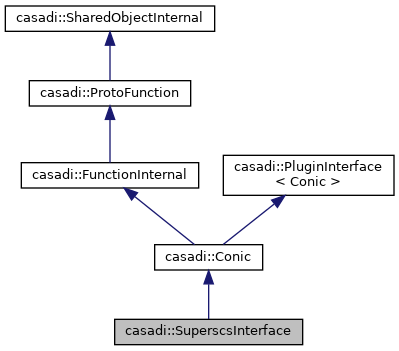 casadi::SharedObjectInternal
casadi::ProtoFunction
casadi::FunctionInternal
casadi::PluginInterface
< Conic >
casadi::Conic
casadi::SuperscsInterface